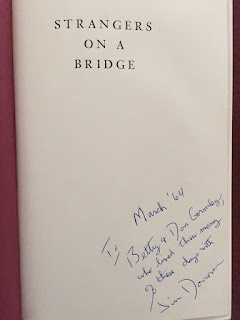 STRANGERS
ON A
BRIDGE
March '64
To
Betty & Don Gormley,
who lived thru many
of these days with
Jim Donovan